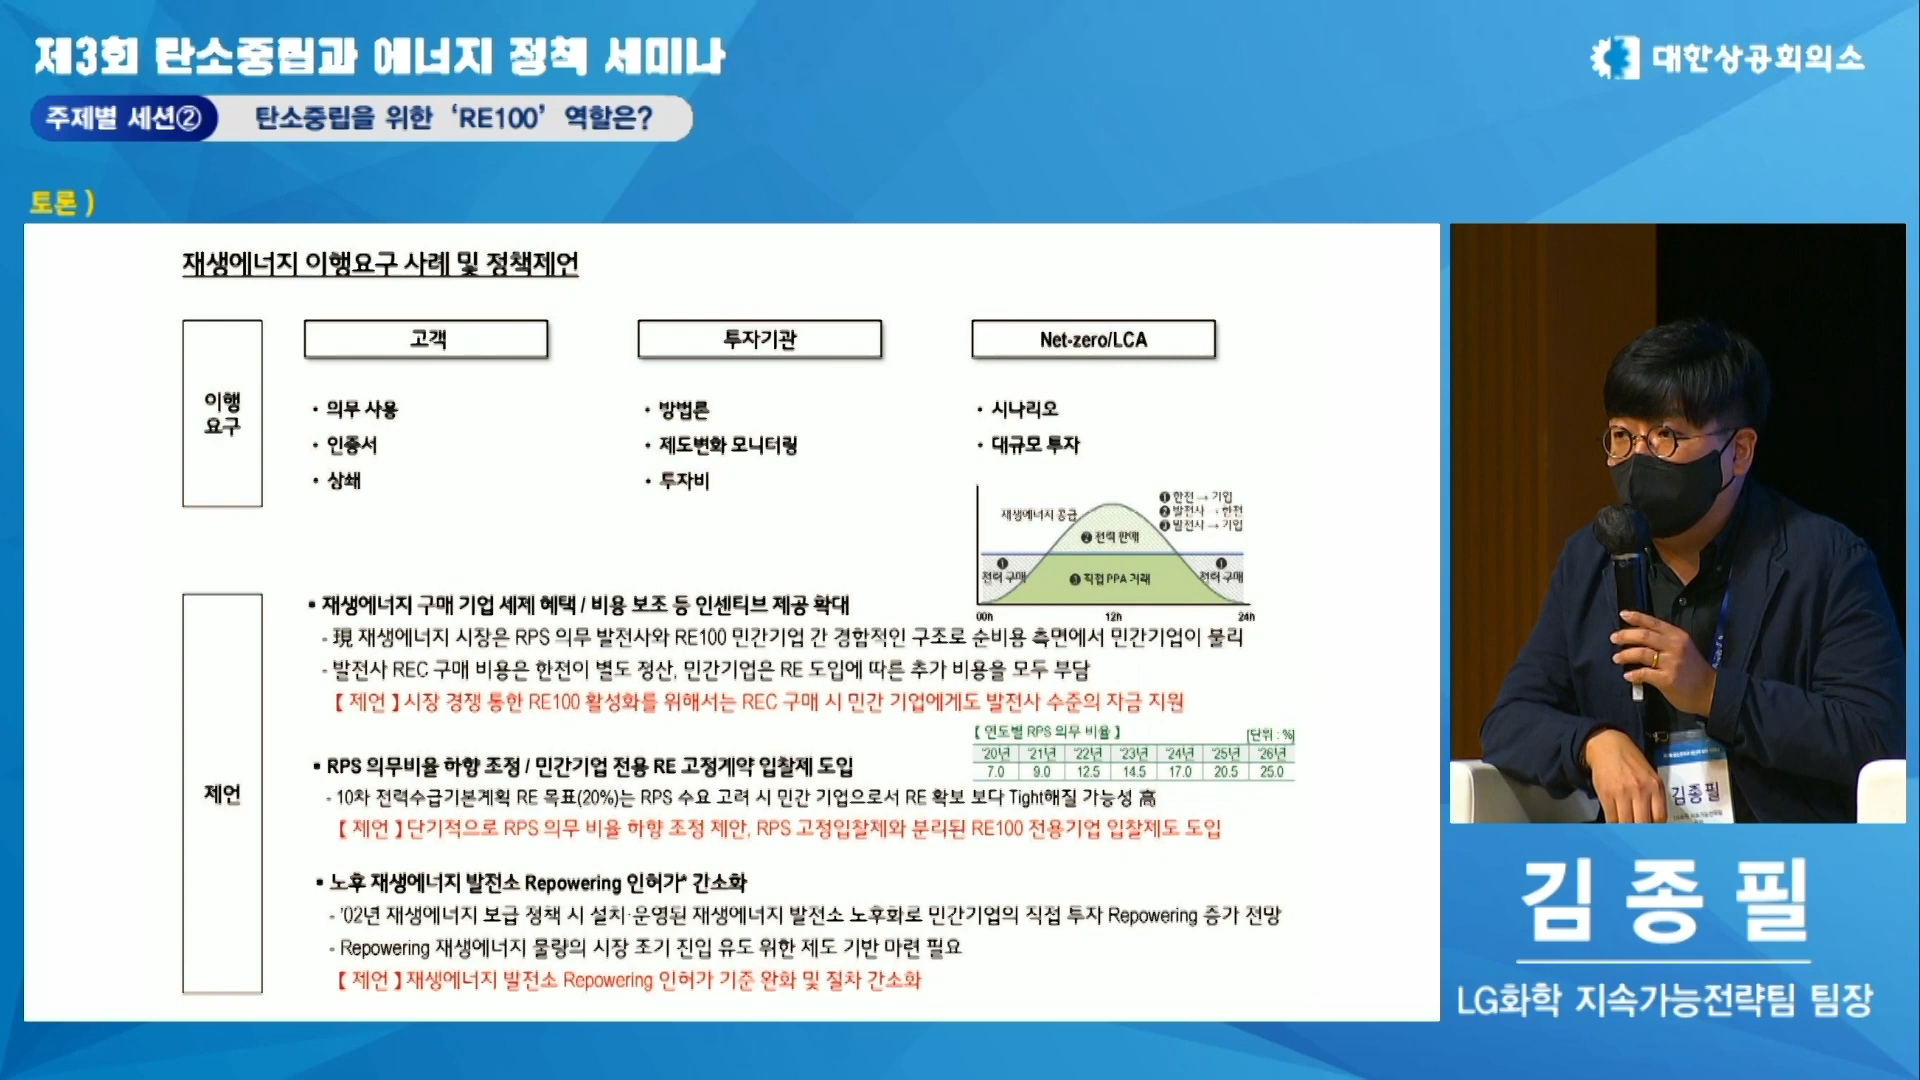 제3회 탄소중립과 에너지 정책 세미나
대한상공회의소
주제별 세션② 탄소중립을 위한 ‘RE100’ 역할은?
토론 )
재생에너지 이행요구 사례 및 정책제언
이행
요구
고객
투자기관
Net-zero/LCA
· 의무 사용
· 인증서
· 상쇄
· 방법론
· 제도변화 모니터링
· 투자비
· 시나리오
· 대규모 투자
재생에너지 공급
❶ 한전 → 기업
❷ 발전사 → 한전
❸ 발전사 → 기업
❷ 전력 판매
❶
전력 구매
❸ 직접 PPA 거래
❶
전력 구매
00h 12h 24h
제언
▪ 재생에너지 구매 기업 세제 혜택 / 비용 보조 등 인센티브 제공 확대
- 現 재생에너지 시장은 RPS 의무 발전사와 RE100 민간기업 간 경합적인 구조로 순비용 측면에서 민간기업이 불리
- 발전사 REC 구매 비용은 한전이 별도 정산, 민간기업은 RE 도입에 따른 추가 비용을 모두 부담
【 제언 】시장 경쟁 통한 RE100 활성화를 위해서는 REC 구매 시 민간 기업에게도 발전사 수준의 자금 지원
【 연도별 RPS 의무 비율 】 [단위 : %]
'20년 '21년 '22년 '23년 '24년 '25년 '26년
7.0 9.0 12.5 14.5 17.0 20.5 25.0
▪ RPS 의무비율 하향 조정 / 민간기업 전용 RE 고정계약 입찰제 도입
- 10차 전력수급기본계획 RE 목표(20%)는 RPS 수요 고려 시 민간 기업으로서 RE 확보 보다 Tight해질 가능성 高
【 제언 】단기적으로 RPS 의무 비율 하향 조정 제안, RPS 고정입찰제와 분리된 RE100 전용기업 입찰제도 도입
▪ 노후 재생에너지 발전소 Repowering 인허가* 간소화
- '02년 재생에너지 보급 정책 시 설치·운영된 재생에너지 발전소 노후화로 민간기업의 직접 투자 Repowering 증가 전망
- Repowering 재생에너지 물량의 시장 조기 진입 유도 위한 제도 기반 마련 필요
【 제언 】재생에너지 발전소 Repowering 인허가 기준 완화 및 절차 간소화
김종필
김종필
LG화학 지속가능전략팀 팀장